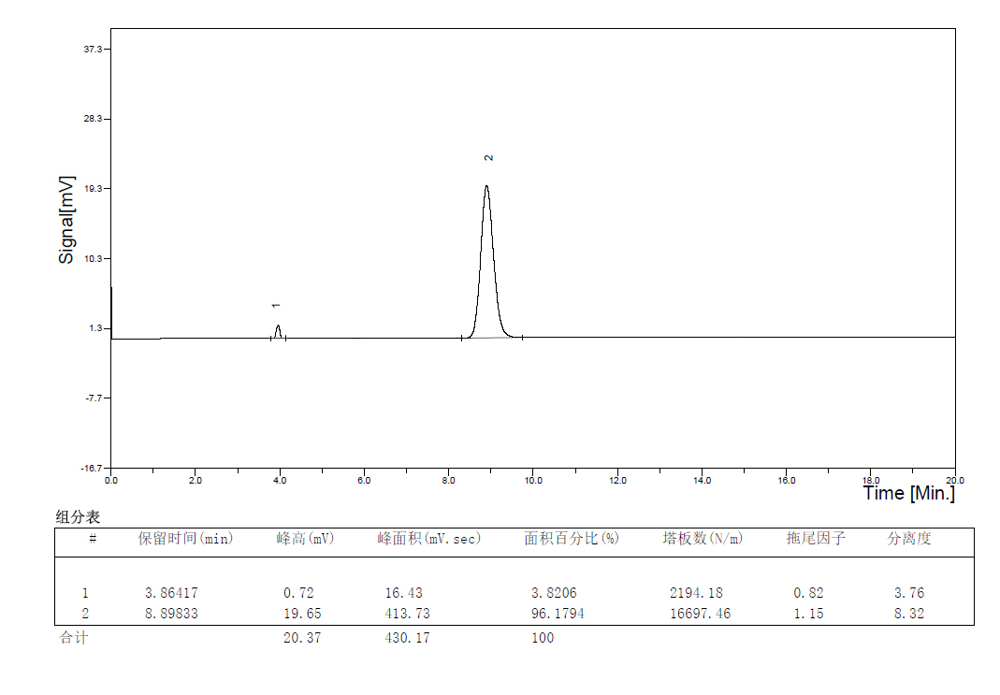 37.3
28.3
2
19.3
Signal[mV]
10.3
1
1.3
-7.7
-16.7
0.0 2.0 4.0 6.0 8.0 10.0 12.0 14.0 16.0 18.0 20.0
Time [Min.]
组分表
# 保留时间(min) 峰高(mV) 峰面积(mV.sec) 面积百分比(%) 塔板数(N/m) 拖尾因子 分离度
1 3.86417 0.72 16.43 3.8206 2194.18 0.82 3.76
2 8.89833 19.65 413.73 96.1794 16697.46 1.15 8.32
合计 20.37 430.17 100